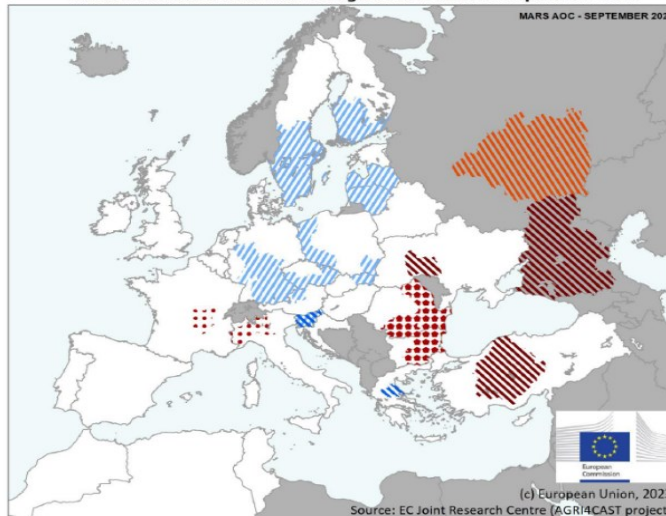 MARS AOC - SEPTEMBER 202
European
Commission
(c) European Union, 202
Source: EC Joint Research Centre (AGRI4CAST project